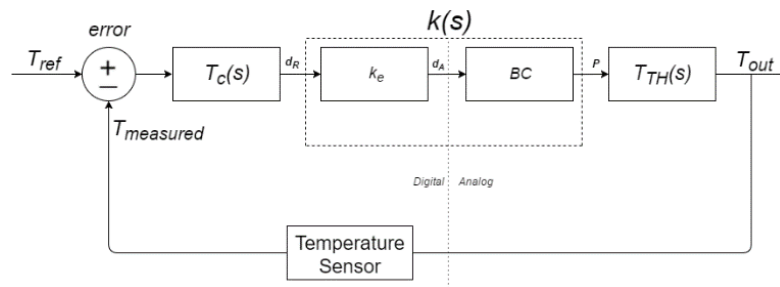 k(s)
error
T_ref
+
−
T_c(s)
d_R
k_e
d_A
BC
P
T_TH(s)
T_out
T_measured
Digital
Analog
Temperature
Sensor